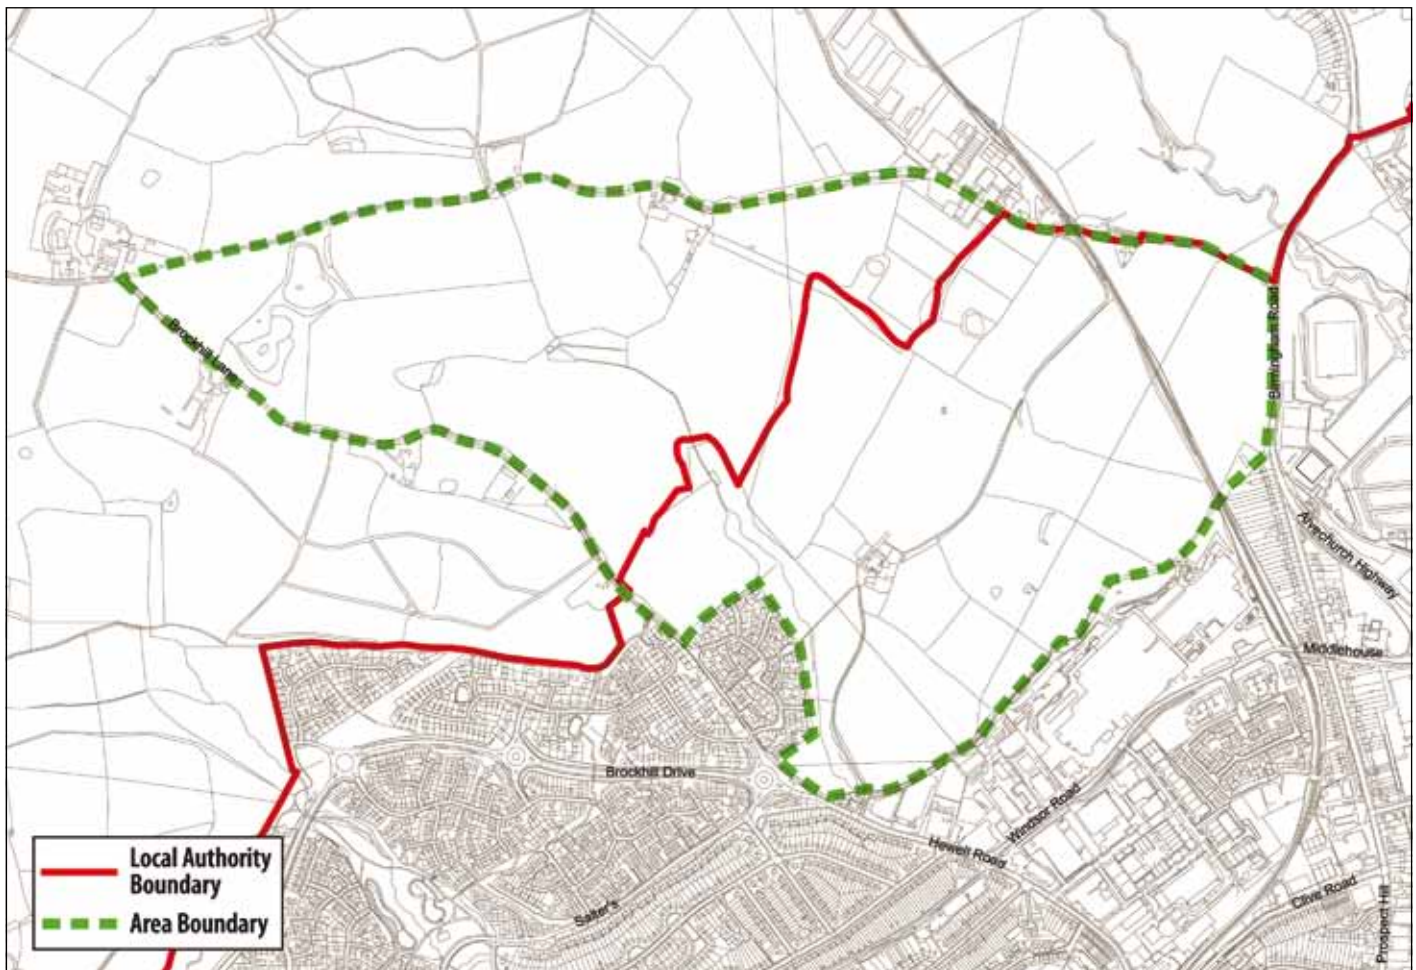 Brockhill Lane
Birmingham Road
Alvechurch Highway
Middlehouse
Brockhill Drive
Windsor Road
Hewell Road
Salter's
Clive Road
Prospect Hill
Local Authority
Boundary
Area Boundary